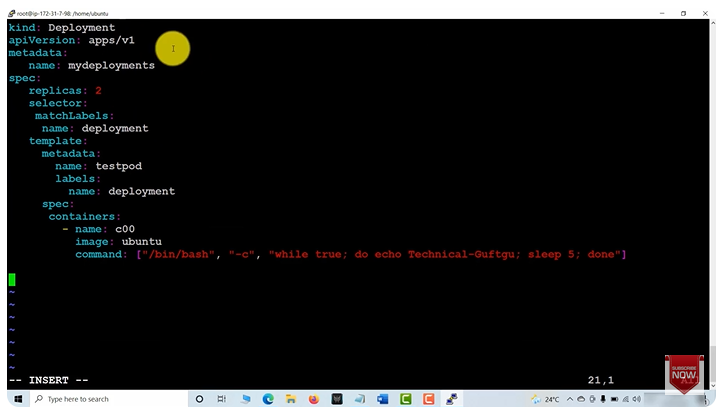 root@ip-172-31-7-98: /home/ubuntu
kind: Deployment
apiVersion: apps/v1
metadata:
name: mydeployments
spec:
replicas: 2
selector:
matchLabels:
name: deployment
template:
metadata:
name: testpod
labels:
name: deployment
spec:
containers:
- name: c00
image: ubuntu
command: ["/bin/bash", "-c", "while true; do echo Technical-Guftgu; sleep 5; done"]
~
~
~
~
~
~
~
-- INSERT --
21,1
All
SUBSCRIBE
NOW
Type here to search
24°C